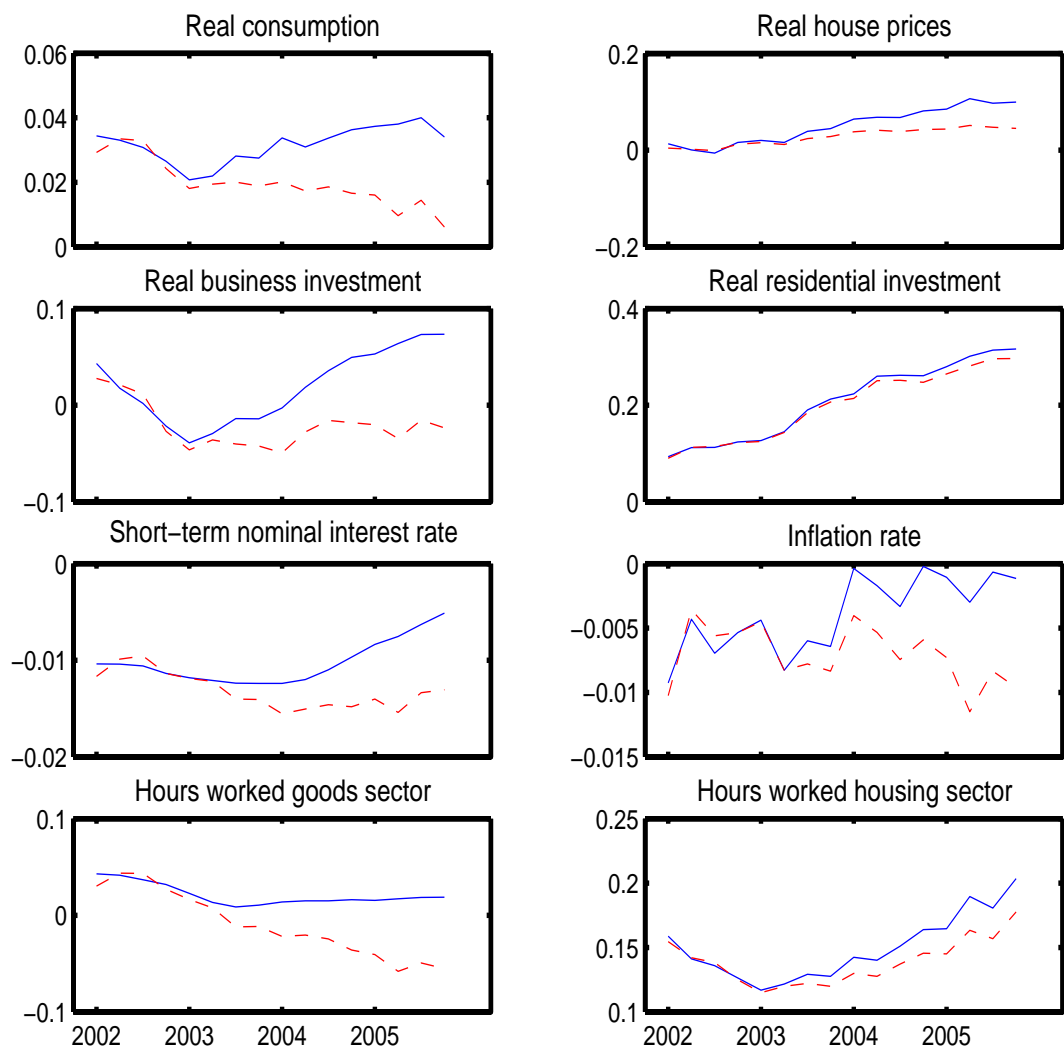 Real consumption
0.06
0.04
0.02
0
Real house prices
0.2
0
−0.2
Real business investment
0.1
0
−0.1
Real residential investment
0.4
0.2
0
Short−term nominal interest rate
0
−0.01
−0.02
Inflation rate
0
−0.005
−0.01
−0.015
Hours worked goods sector
0.1
0
−0.1
2002 2003 2004 2005
Hours worked housing sector
0.25
0.2
0.15
0.1
2002 2003 2004 2005